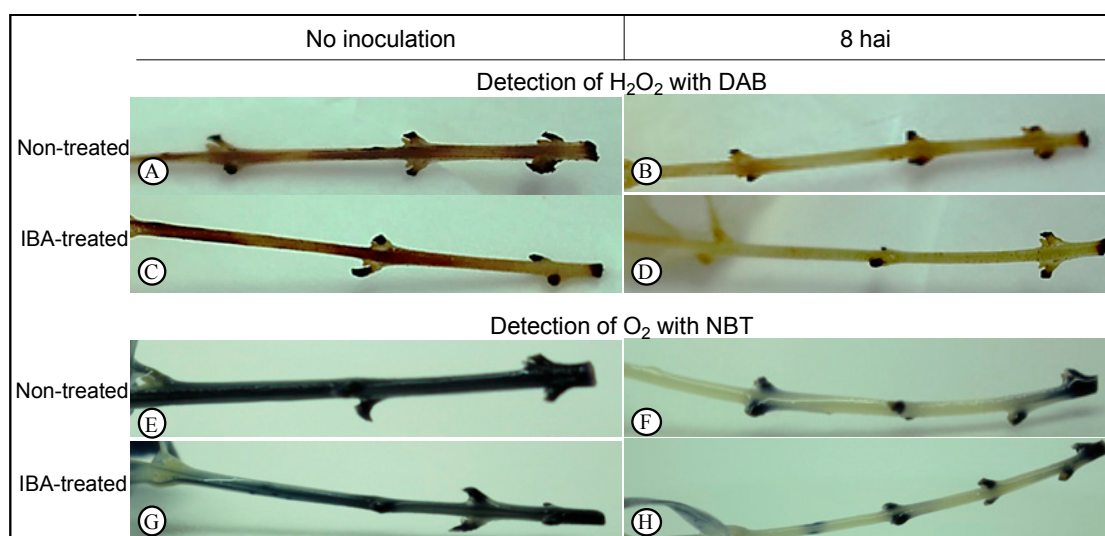 No inoculation 8 hai
Detection of H₂O₂ with DAB
Non-treated A B
IBA-treated C D
Detection of O₂ with NBT
Non-treated E F
IBA-treated G H